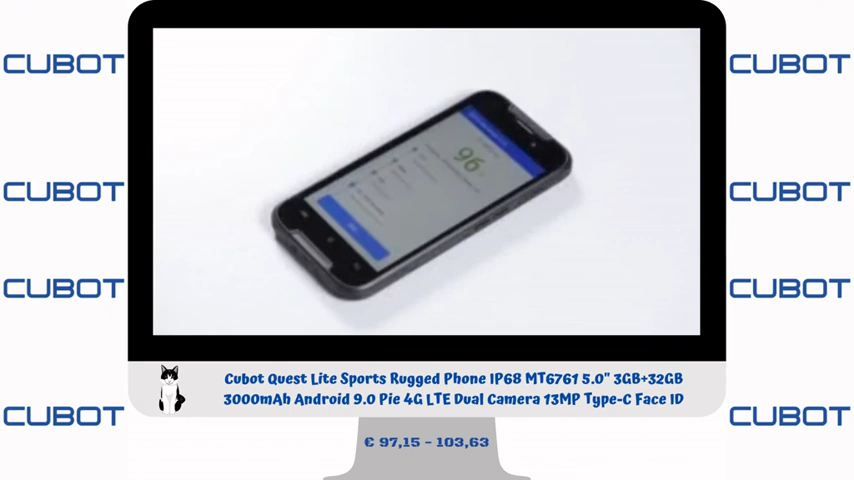 CUBOT CUBOT
96
CUBOT CUBOT
CUBOT CUBOT
Cubot Quest Lite Sports Rugged Phone IP68 MT6761 5.0" 3GB+32GB
3000mAh Android 9.0 Pie 4G LTE Dual Camera 13MP Type-C Face ID
CUBOT CUBOT
€ 97,15 - 103,63